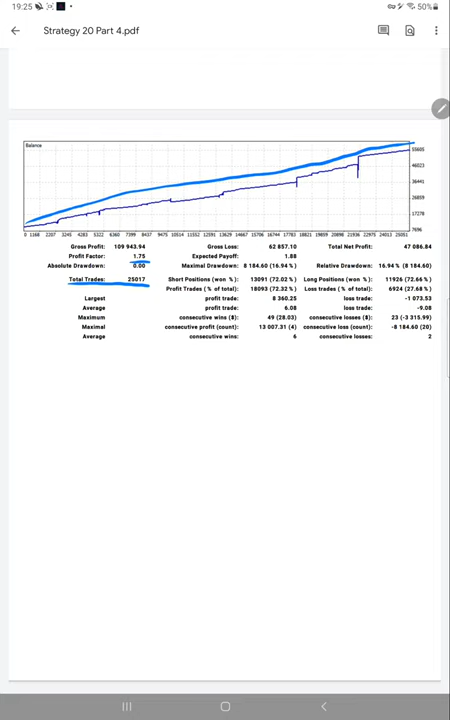 19:25 50%
Strategy 20 Part 4.pdf
Balance
55605
46023
36441
26859
17278
7696
0 1168 2207 3245 4283 5322 6360 7399 8437 9475 10514 11552 12591 13629 14667 15706 16744 17783 18821 19859 20898 21936 22975 24013 25051
Gross Profit: 109 943.94 Gross Loss: 62 857.10 Total Net Profit: 47 086.84
Profit Factor: 1.75 Expected Payoff: 1.88
Absolute Drawdown: 0.00 Maximal Drawdown: 8 184.60 (16.94%) Relative Drawdown: 16.94% (8 184.60)
Total Trades: 25017 Short Positions (won %): 13091 (72.02%) Long Positions (won %): 11926 (72.66%)
Profit Trades (% of total): 18093 (72.32%) Loss trades (% of total): 6924 (27.68%)
Largest profit trade: 8 360.25 loss trade: -1 073.53
Average profit trade: 6.08 loss trade: -9.08
Maximum consecutive wins ($): 49 (28.03) consecutive losses ($): 23 (-3 315.99)
Maximal consecutive profit (count): 13 007.31 (4) consecutive loss (count): -8 184.60 (20)
Average consecutive wins: 6 consecutive losses: 2